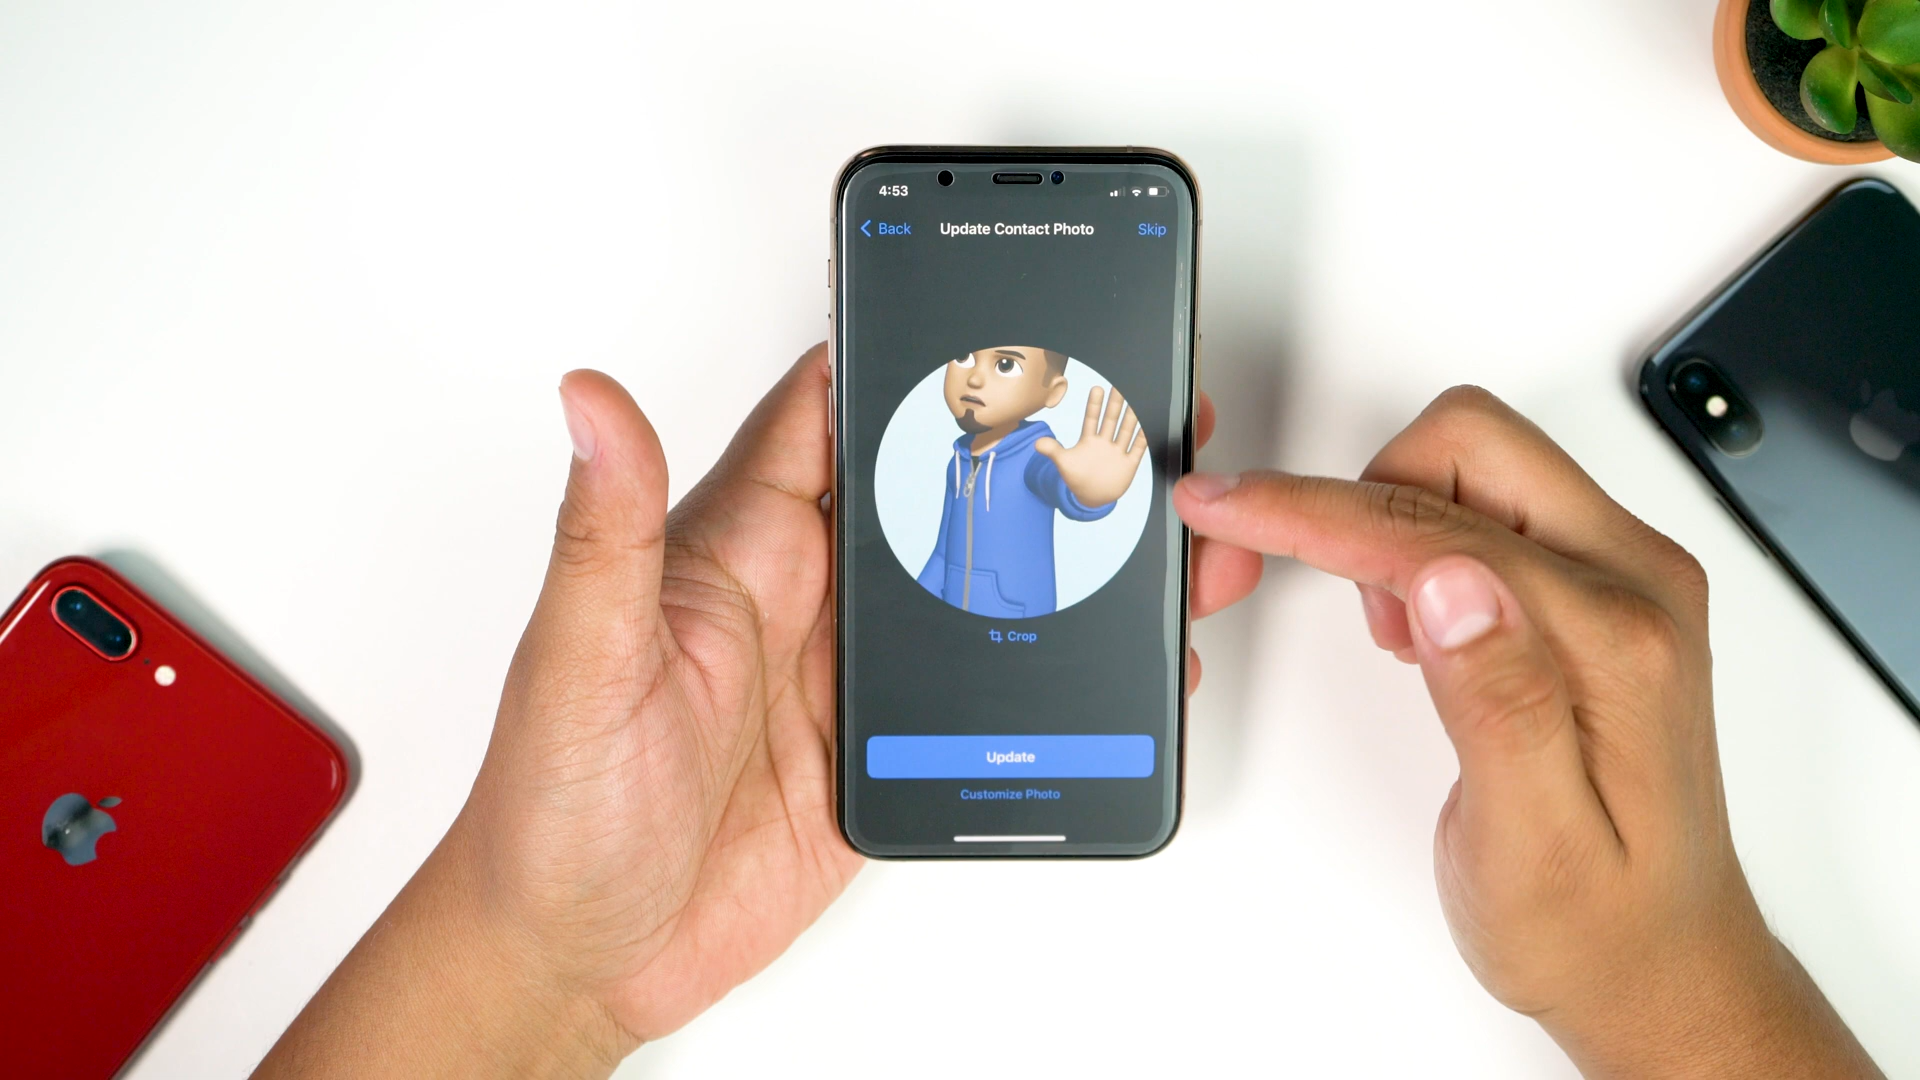 4:53
Back Update Contact Photo Skip
Crop
Update
Customize Photo